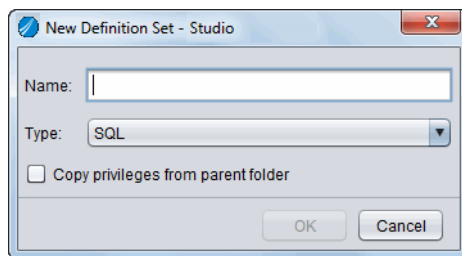 New Definition Set - Studio
Name:
Type: SQL
Copy privileges from parent folder
OK Cancel